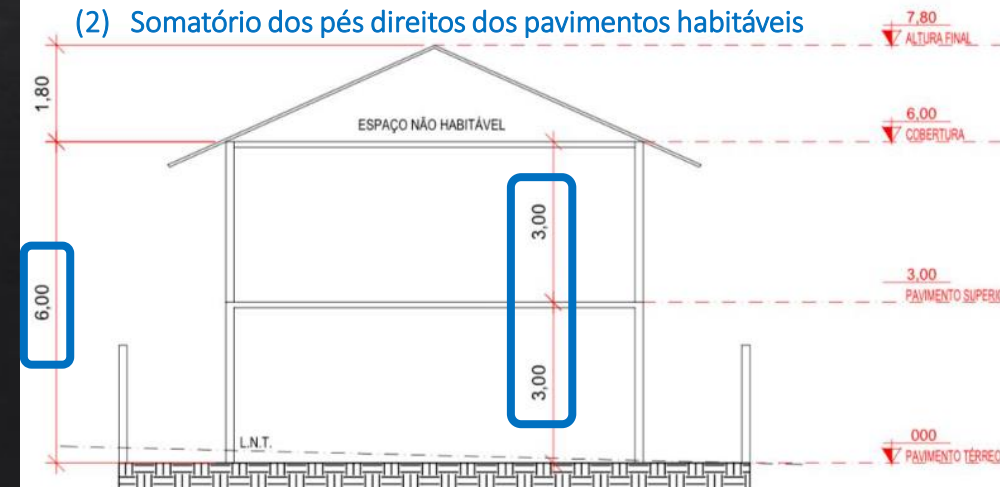 (2) Somatório dos pés direitos dos pavimentos habitáveis
7,80
ALTURA FINAL
1,80
ESPAÇO NÃO HABITÁVEL
6,00
COBERTURA
3,00
6,00
3,00
PAVIMENTO SUPERIO
3,00
L.N.T.
000
PAVIMENTO TÉRREO